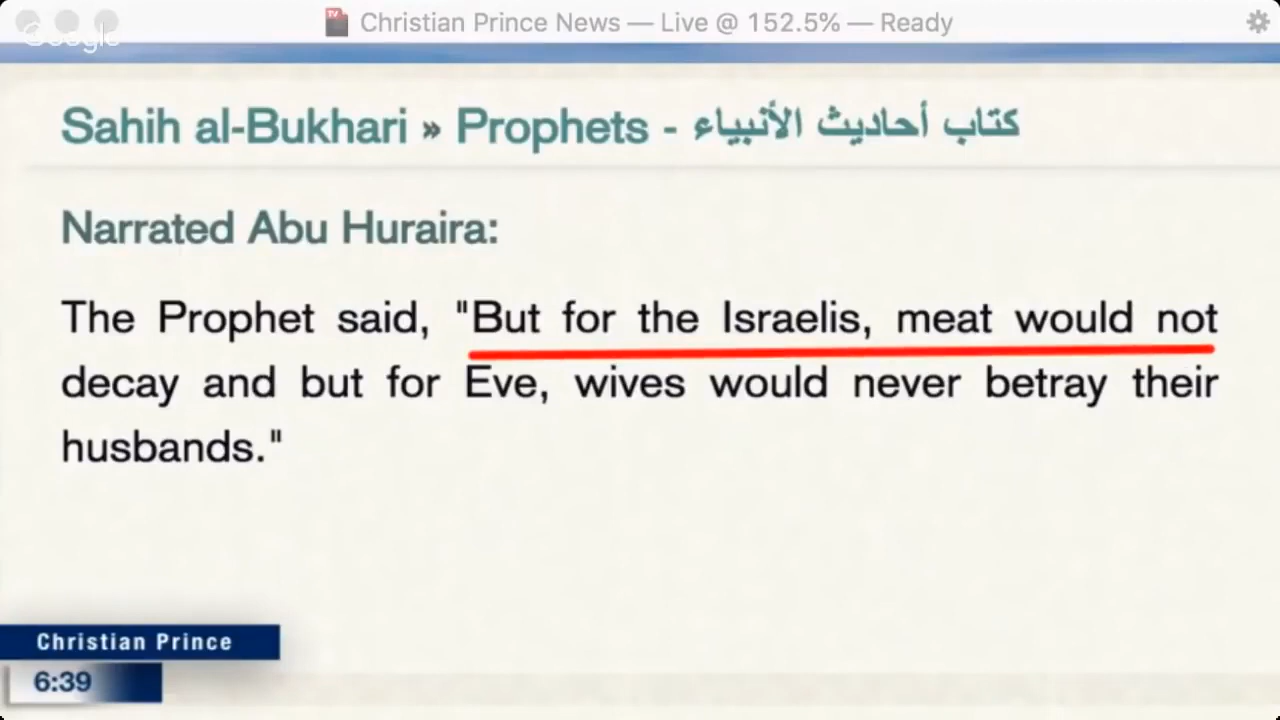 Christian Prince News — Live @ 152.5% — Ready
Google
Sahih al-Bukhari » Prophets - كتاب أحاديث الأنبياء
Narrated Abu Huraira:
The Prophet said, "But for the Israelis, meat would not
decay and but for Eve, wives would never betray their
husbands."
Christian Prince
6:39